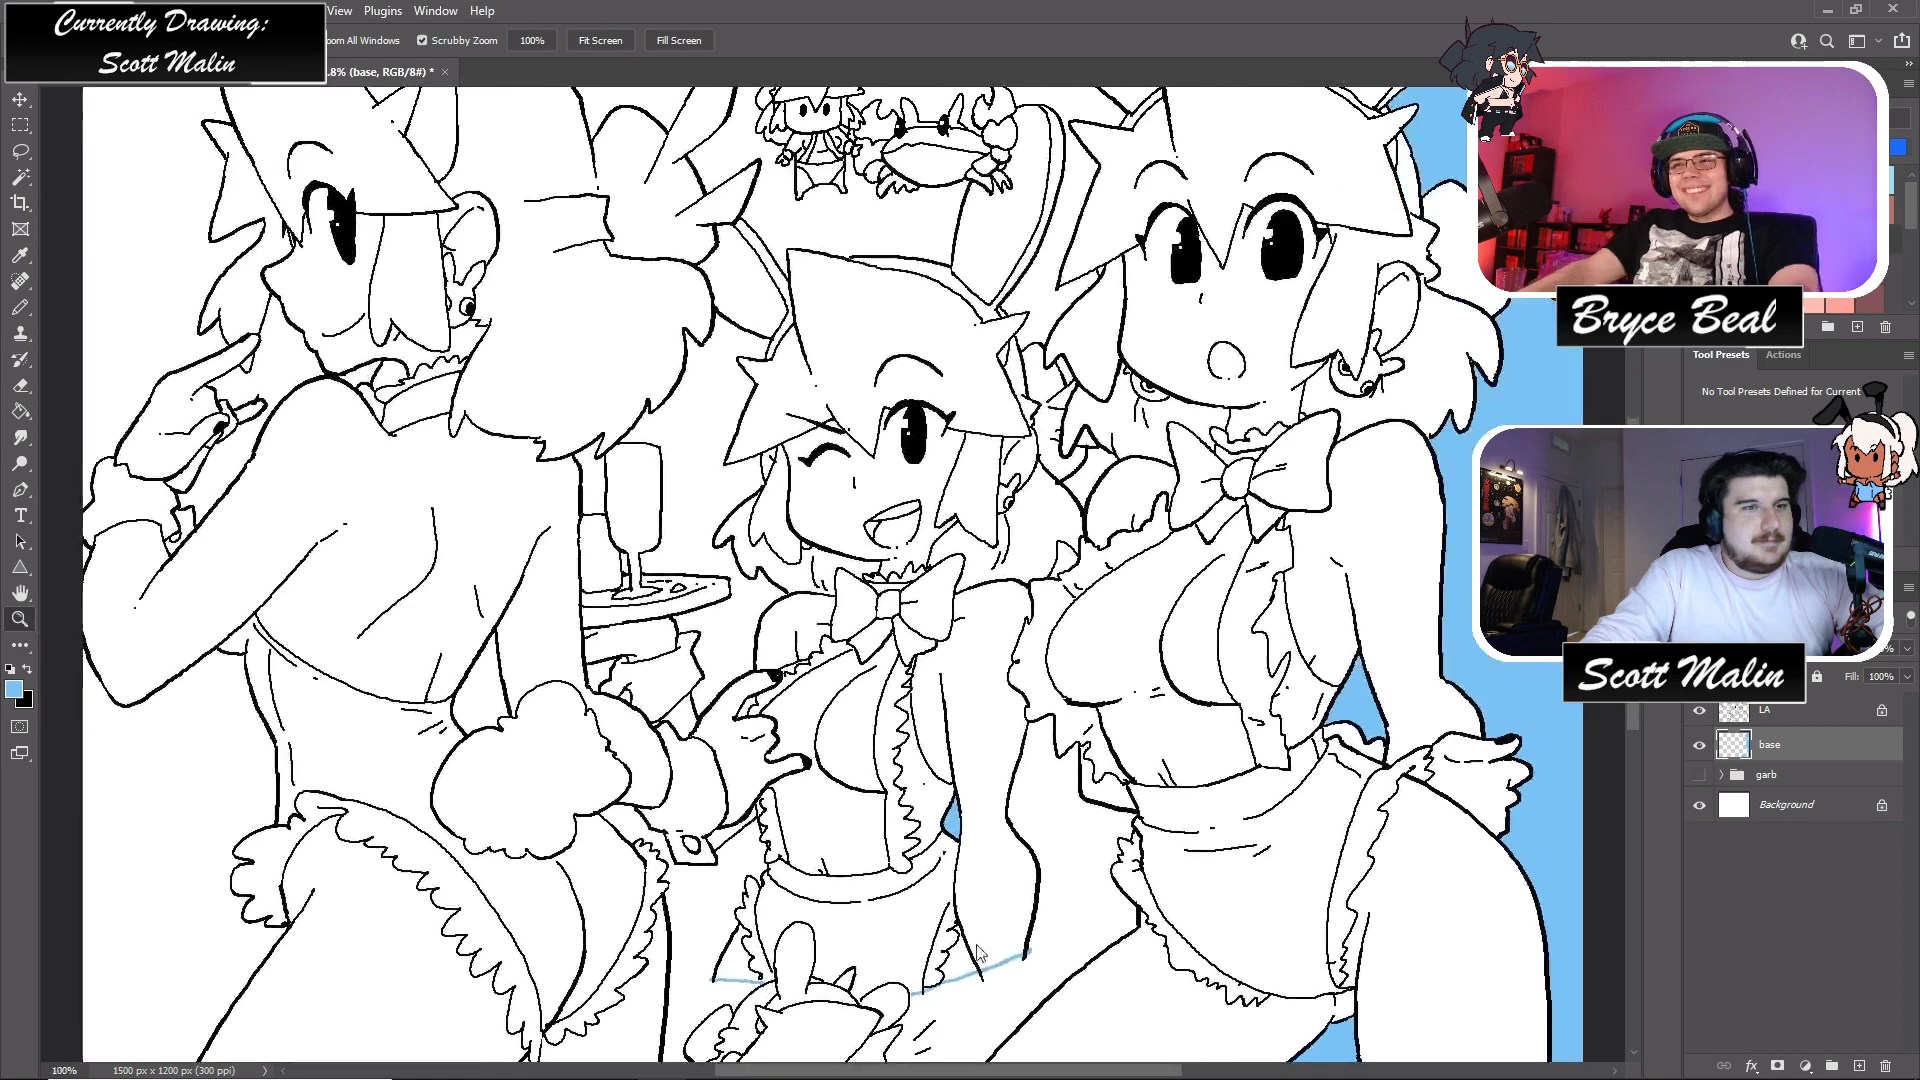 Currently Drawing:
Scott Malin
View Plugins Window Help
oom All Windows Scrubby Zoom 100% Fit Screen Fill Screen
.8% (base, RGB/8#) *
Bryce Beal
Tool Presets Actions
No Tool Presets Defined for Current
Scott Malin
Fill: 100%
LA
base
garb
Background
100% 1500 px x 1200 px (300 ppi)